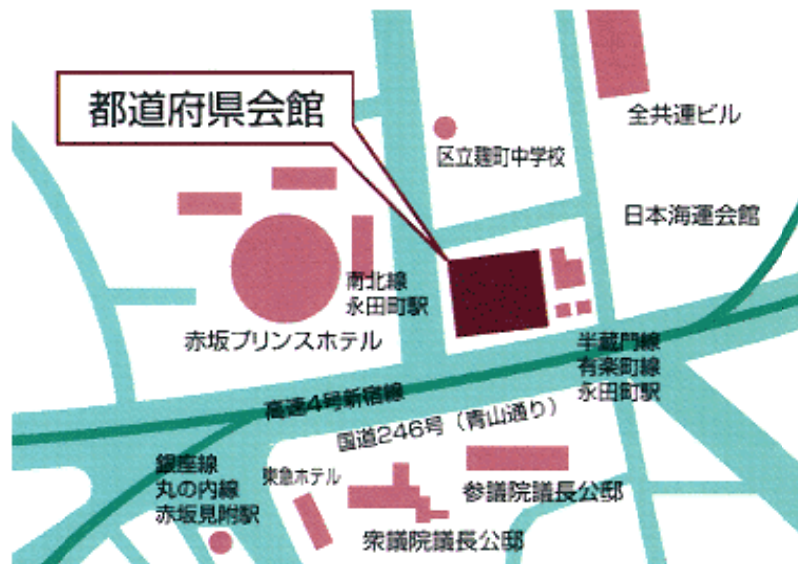 都道府県会館
全共連ビル
区立麹町中学校
日本海運会館
南北線
永田町駅
赤坂プリンスホテル
半蔵門線
有楽町線
永田町駅
高速4号新宿線
国道246号（青山通り）
銀座線
丸の内線
赤坂見附駅
東急ホテル
参議院議長公邸
衆議院議長公邸